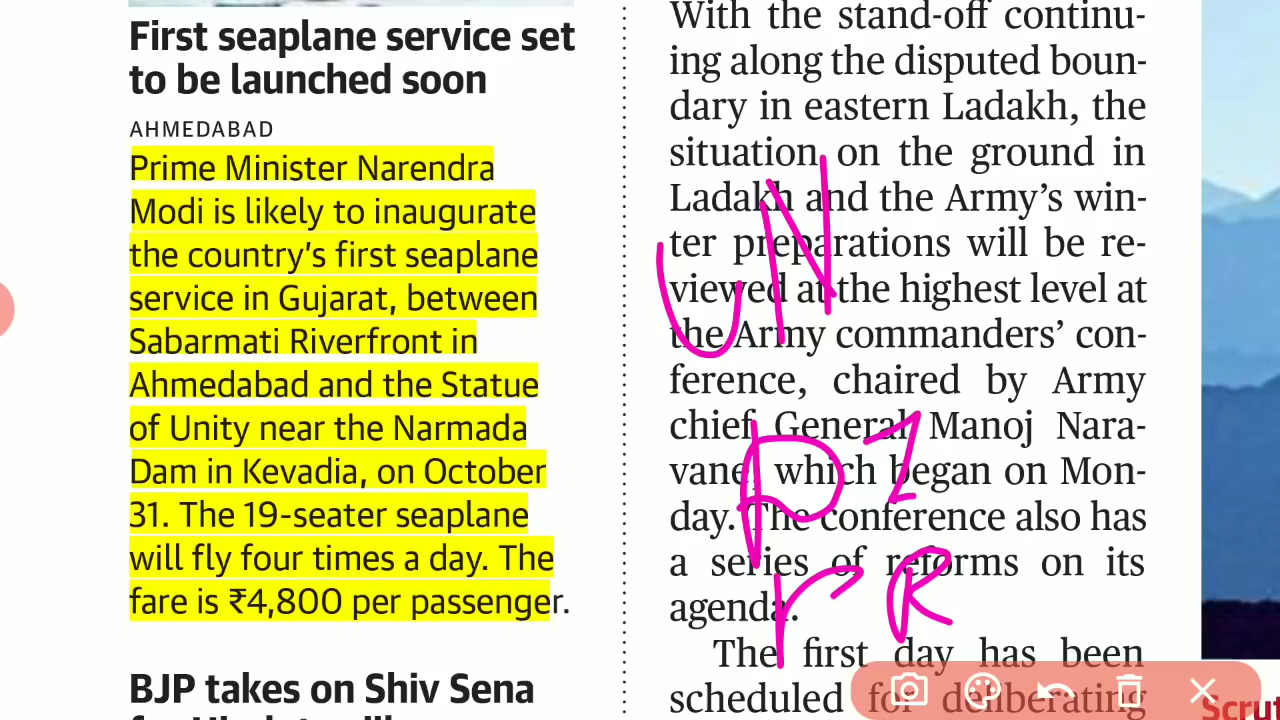 First seaplane service set
to be launched soon
AHMEDABAD
Prime Minister Narendra
Modi is likely to inaugurate
the country's first seaplane
service in Gujarat, between
Sabarmati Riverfront in
Ahmedabad and the Statue
of Unity near the Narmada
Dam in Kevadia, on October
31. The 19-seater seaplane
will fly four times a day. The
fare is ₹4,800 per passenger.
BJP takes on Shiv Sena
With the stand-off continu-
ing along the disputed boun-
dary in eastern Ladakh, the
situation on the ground in
Ladakh and the Army's win-
ter preparations will be re-
viewed at the highest level at
the Army commanders' con-
ference, chaired by Army
chief General Manoj Nara-
vane, which began on Mon-
day. The conference also has
a series of reforms on its
agenda.
The first day has been
scheduled for deliberating
UN
Scrut